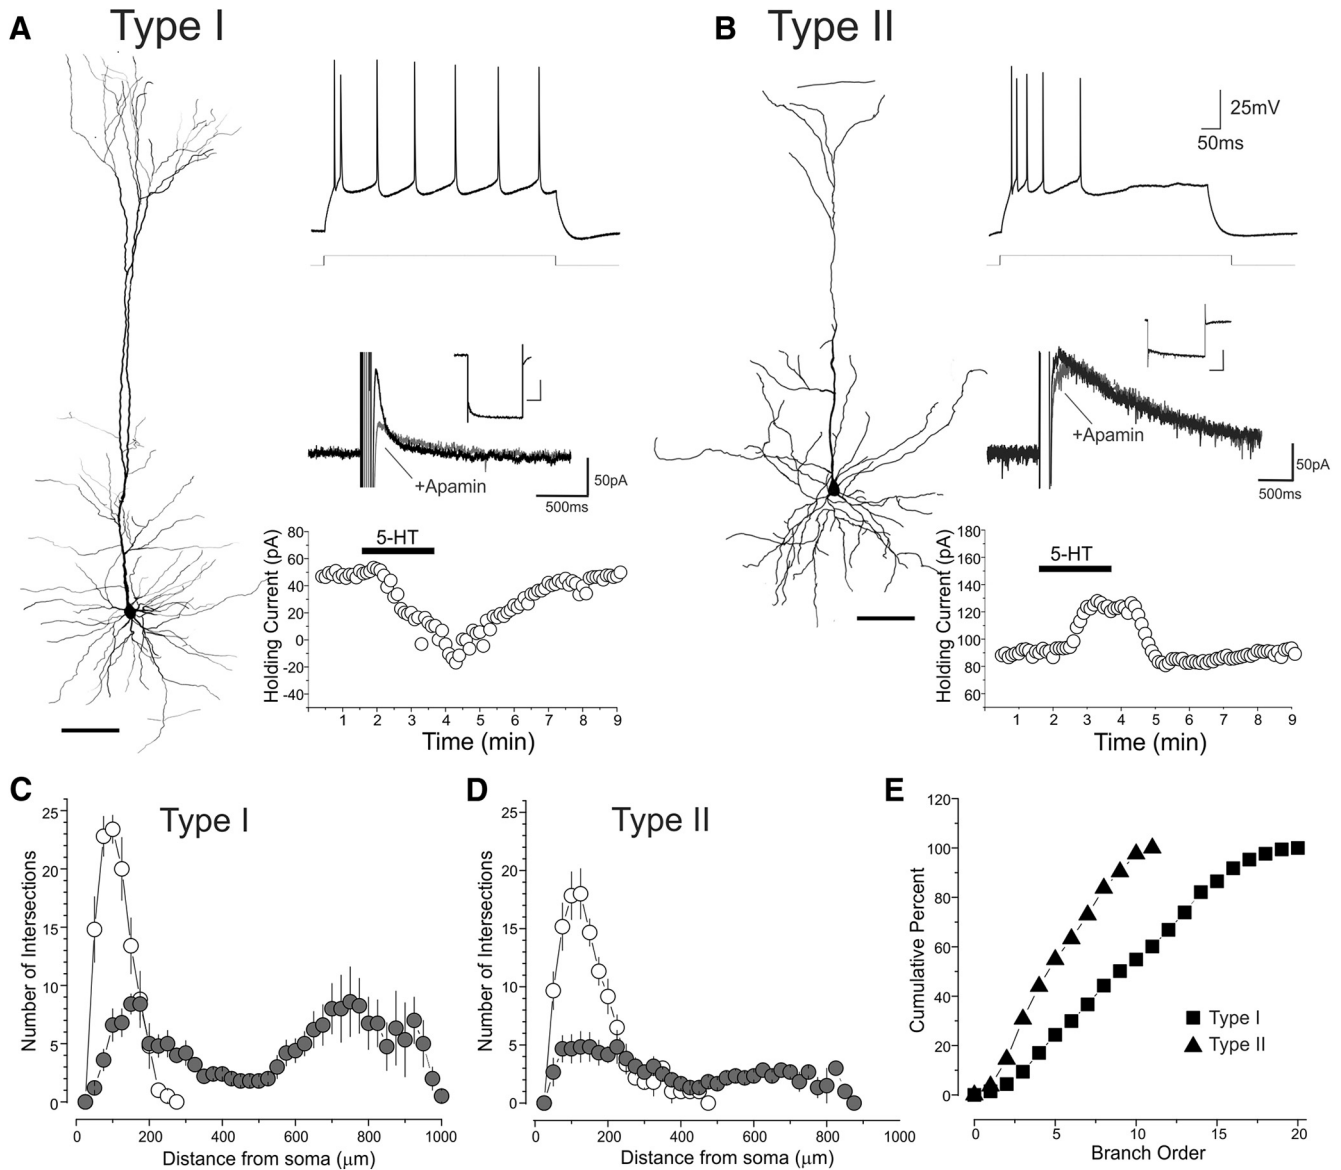 A
Type I
B
Type II
25mV
50ms
+Apamin
50pA
500ms
+Apamin
50pA
500ms
Holding Current (pA)
80
60
40
20
0
-20
-40
5-HT
1 2 3 4 5 6 7 8 9
Time (min)
Holding Current (pA)
180
160
140
120
100
80
60
5-HT
1 2 3 4 5 6 7 8 9
Time (min)
C
Type I
Number of Intersections
25
20
15
10
5
0
0 200 400 600 800 1000
Distance from soma (μm)
D
Type II
Number of Intersections
25
20
15
10
5
0
0 200 400 600 800 1000
Distance from soma (μm)
E
Cumulative Percent
120
100
80
60
40
20
0
Type I
Type II
0 5 10 15 20
Branch Order